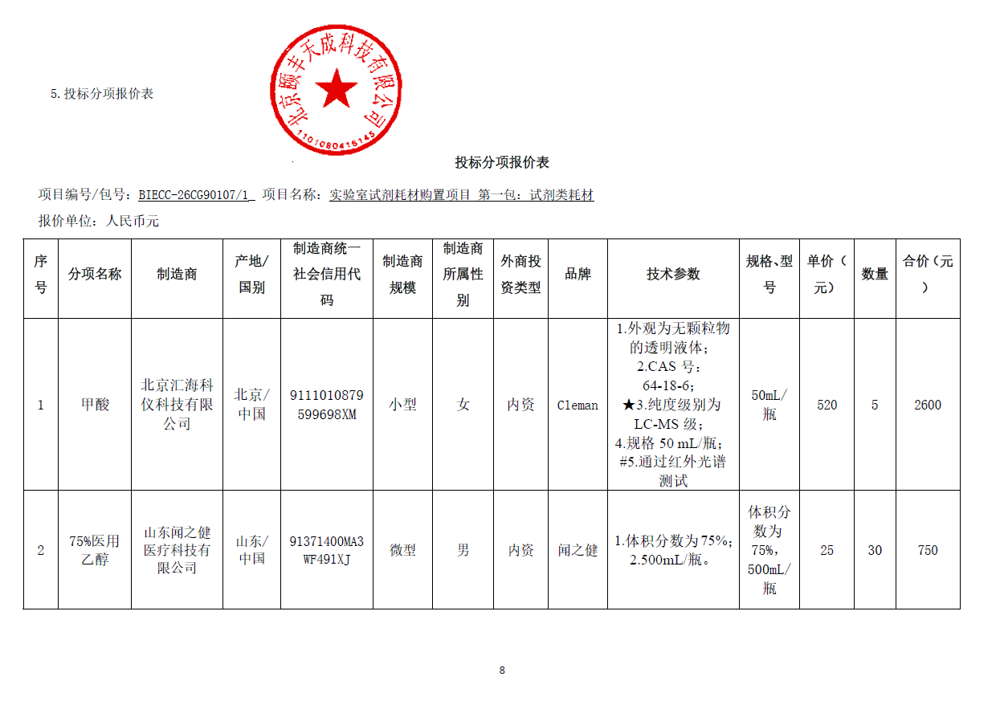 北京颐丰天成科技有限公司
1101080416145
5.投标分项报价表
投标分项报价表
项目编号/包号：BIECC-26CG90107/1_ 项目名称：实验室试剂耗材购置项目 第一包：试剂类耗材
报价单位：人民币元
序
号
分项名称
制造商
产地/
国别
制造商统一
社会信用代
码
制造商
规模
制造商
所属性
别
外商投
资类型
品牌
技术参数
规格、型
号
单价（
元）
数量
合价（元
）
1
甲酸
北京汇海科
仪科技有限
公司
北京/
中国
9111010879
599698XM
小型
女
内资
Cleman
1.外观为无颗粒物
的透明液体；
2.CAS 号：
64-18-6；
★3.纯度级别为
LC-MS 级；
4.规格 50 mL/瓶；
#5.通过红外光谱
测试
50mL/
瓶
520
5
2600
2
75%医用
乙醇
山东闻之健
医疗科技有
限公司
山东/
中国
91371400MA3
WF491XJ
微型
男
内资
闻之健
1.体积分数为 75%；
2.500mL/瓶。
体积分
数为
75%，
500mL/
瓶
25
30
750
8